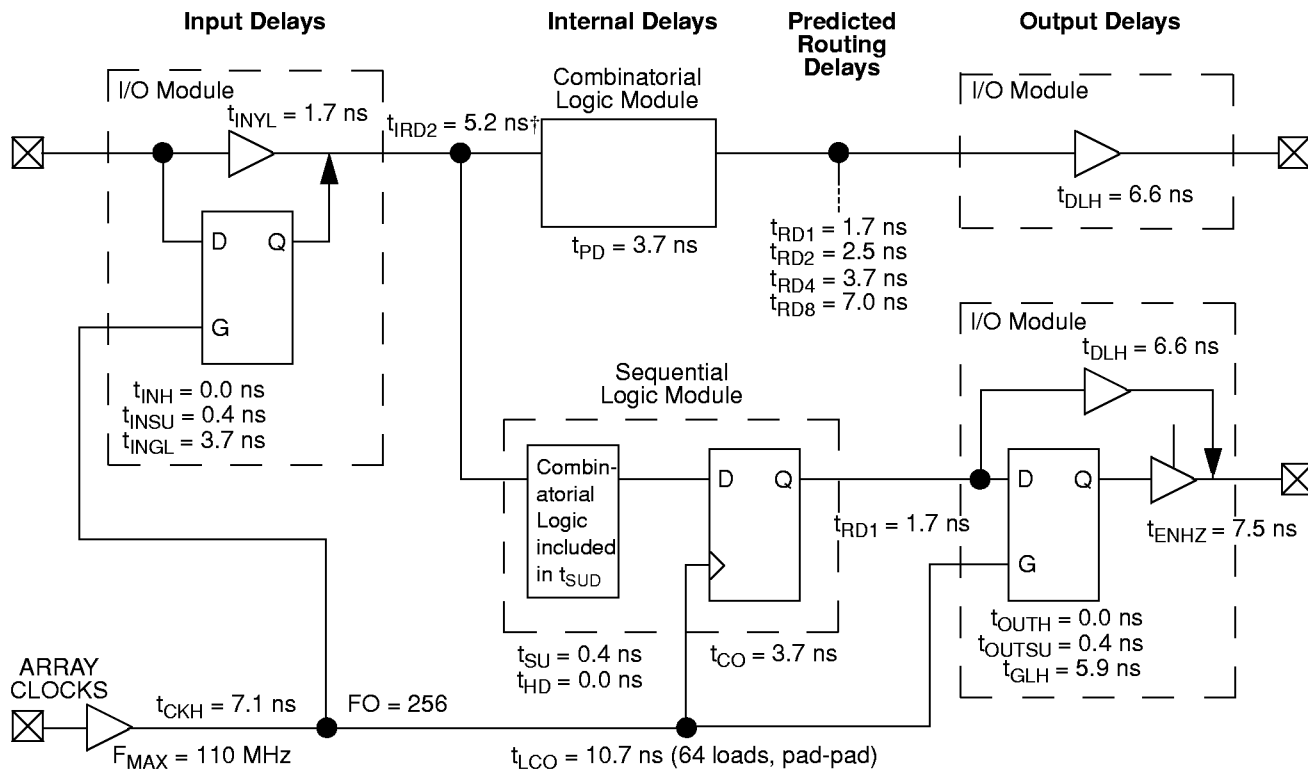 Input Delays
Internal Delays
Predicted
Routing
Delays
Output Delays
I/O Module
tINYL = 1.7 ns
tIRD2 = 5.2 ns†
Combinatorial
Logic Module
I/O Module
tDLH = 6.6 ns
D Q
G
tPD = 3.7 ns
tRD1 = 1.7 ns
tRD2 = 2.5 ns
tRD4 = 3.7 ns
tRD8 = 7.0 ns
tINH = 0.0 ns
tINSU = 0.4 ns
tINGL = 3.7 ns
Sequential
Logic Module
I/O Module
tDLH = 6.6 ns
Combin-
atorial
Logic
included
in tSUD
D Q
tRD1 = 1.7 ns
D Q
G
tENHZ = 7.5 ns
tOUTH = 0.0 ns
tOUTSU = 0.4 ns
tGLH = 5.9 ns
tSU = 0.4 ns
tHD = 0.0 ns
tCO = 3.7 ns
ARRAY
CLOCKS
tCKH = 7.1 ns
FO = 256
FMAX = 110 MHz
tLCO = 10.7 ns (64 loads, pad-pad)